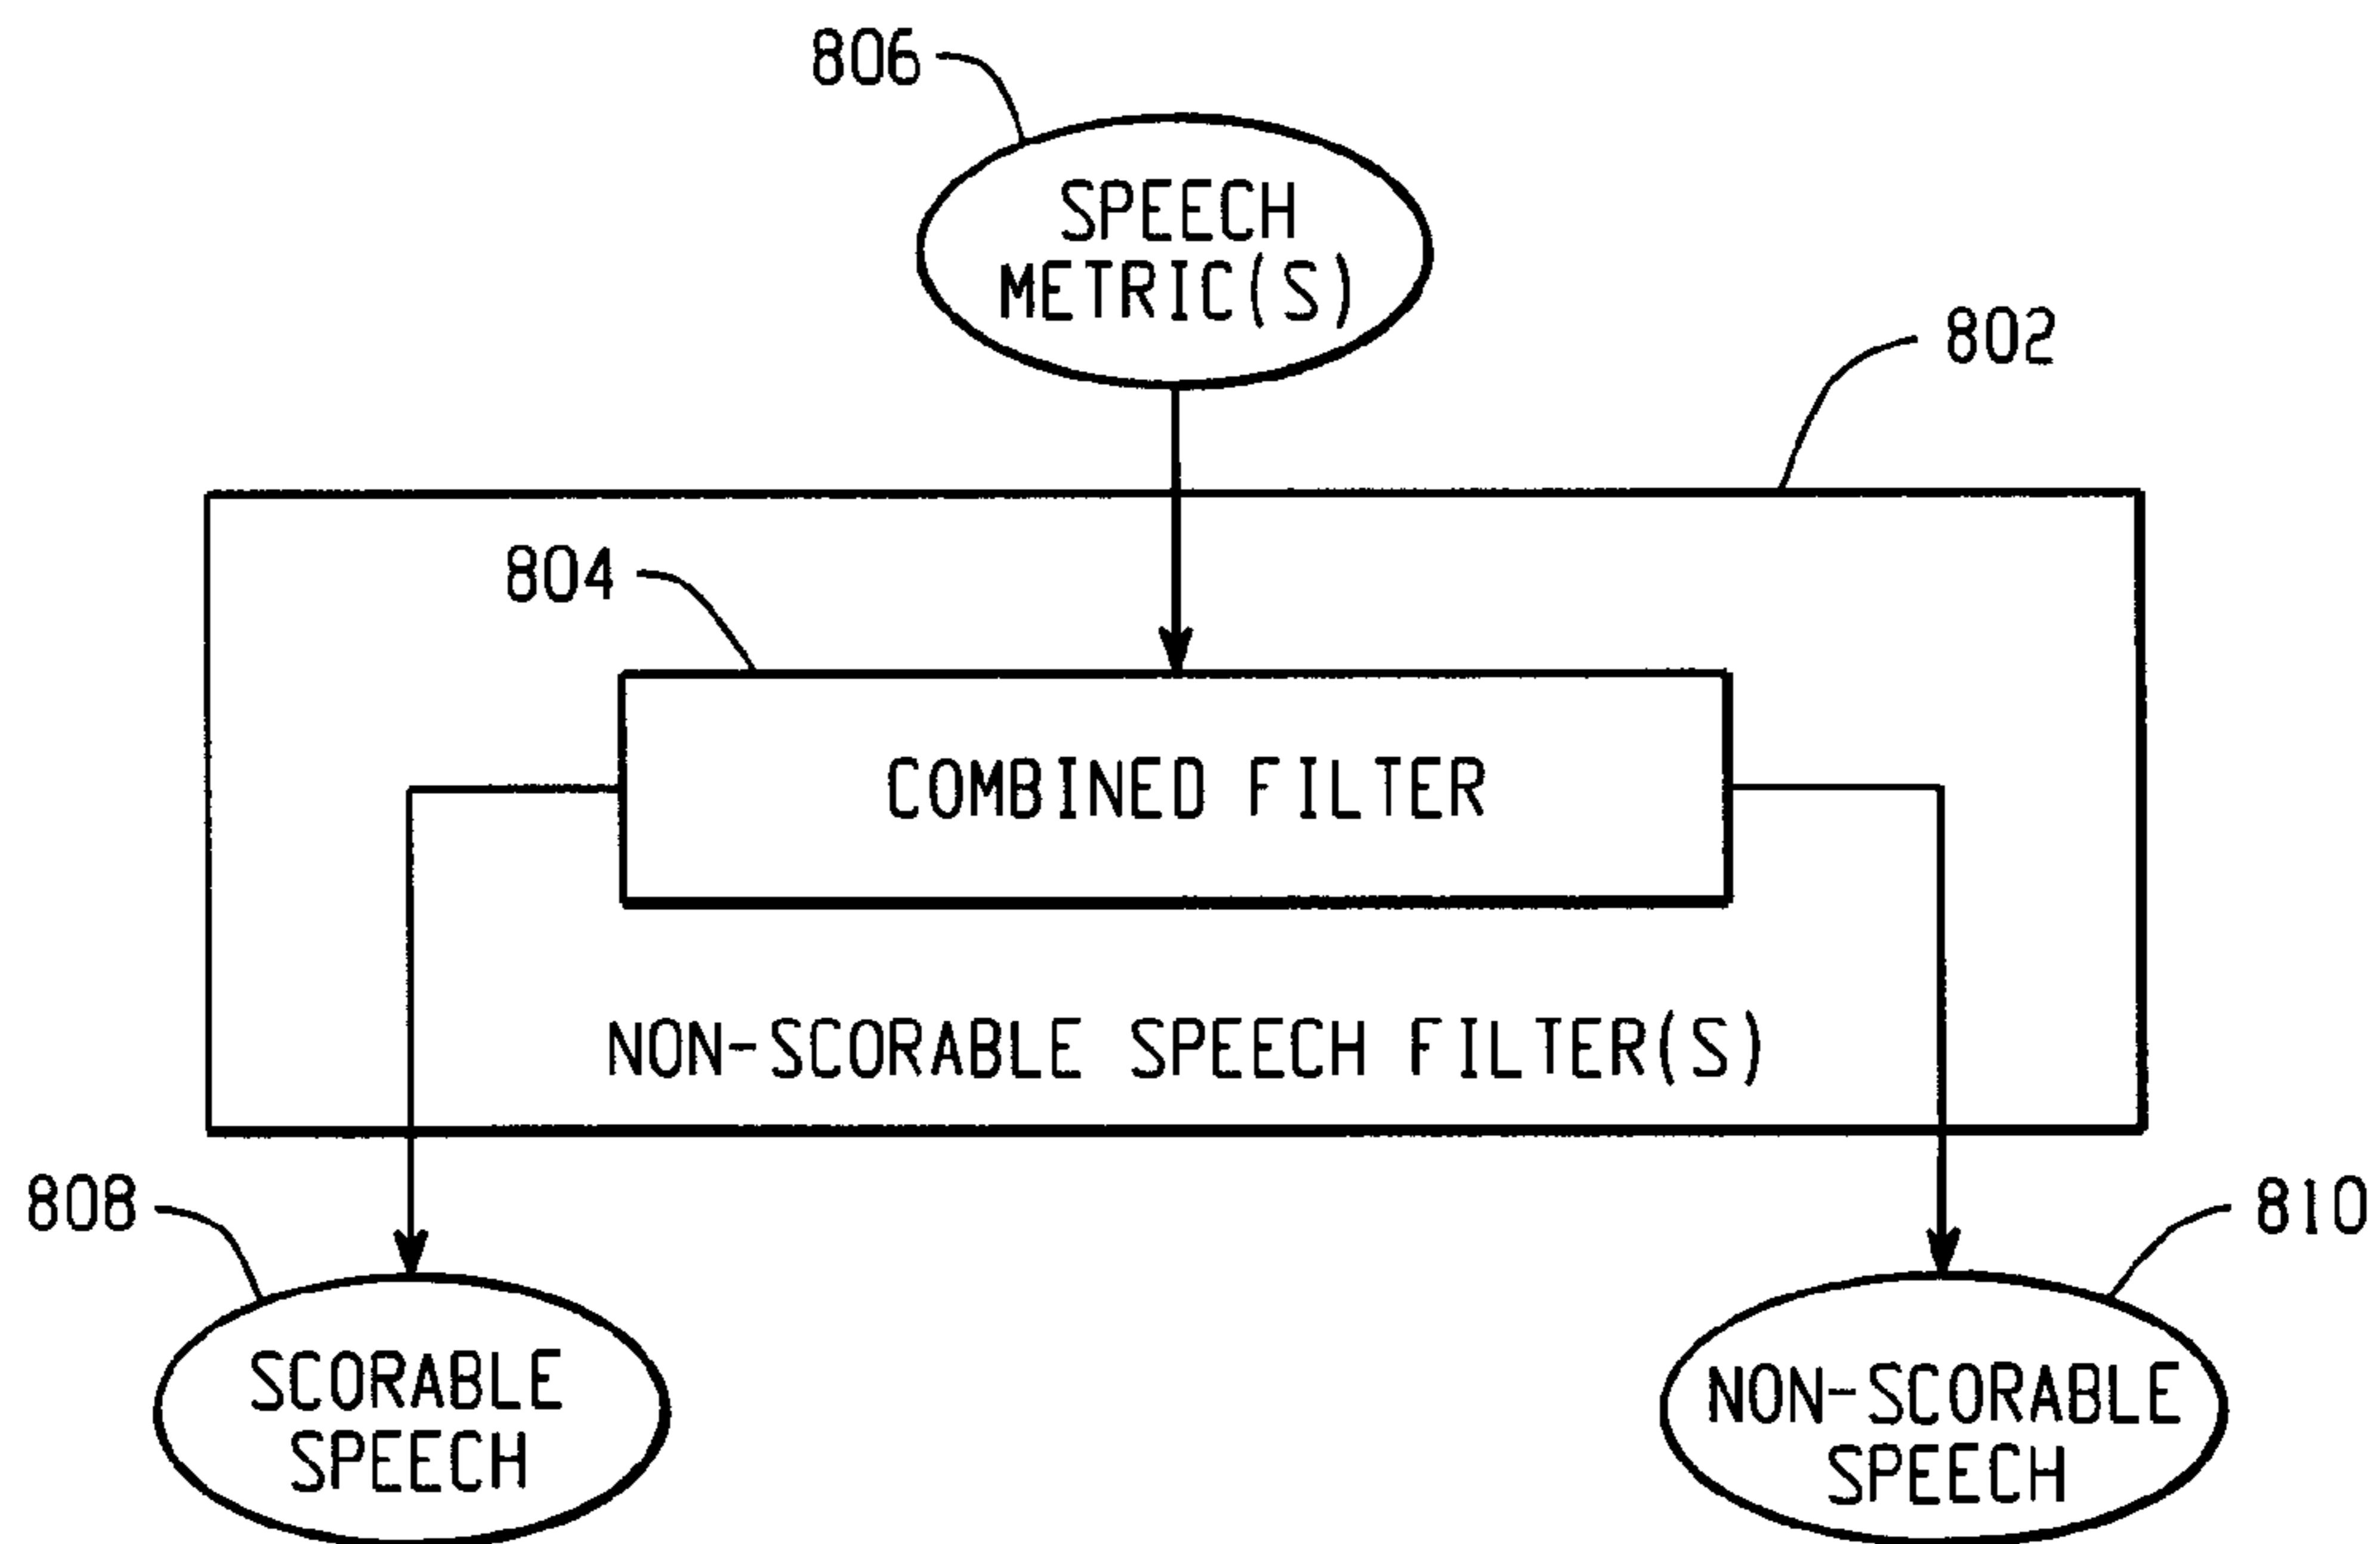 806
SPEECH
METRIC(S)
802
804
COMBINED FILTER
NON-SCORABLE SPEECH FILTER(S)
808
810
SCORABLE
SPEECH
NON-SCORABLE
SPEECH